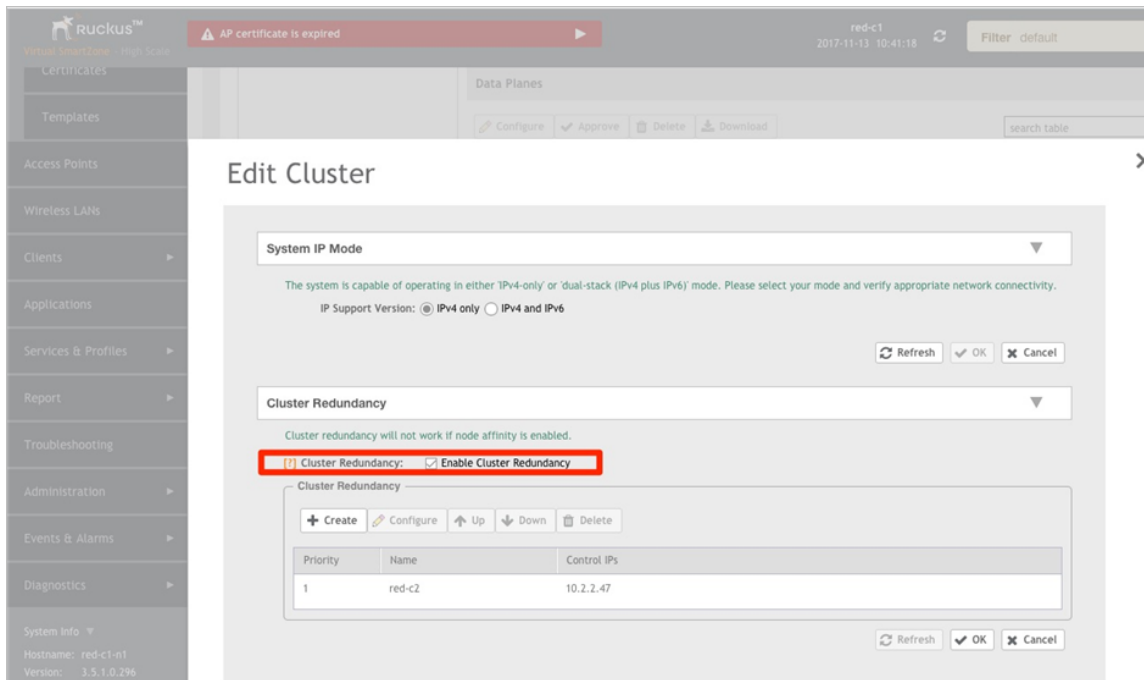 RUCKUS™
Virtual SmartZone - High Scale
AP certificate is expired
red-c1
2017-11-13 10:41:18
Filter default
Certificates
Templates
Access Points
Wireless LANs
Clients
Applications
Services & Profiles
Report
Troubleshooting
Administration
Events & Alarms
Diagnostics
System Info
Hostname: red-c1-n1
Version: 3.5.1.0.296
Data Planes
Configure Approve Delete Download
search table
Edit Cluster
System IP Mode
The system is capable of operating in either 'IPv4-only' or 'dual-stack (IPv4 plus IPv6)' mode. Please select your mode and verify appropriate network connectivity.
IP Support Version: IPv4 only IPv4 and IPv6
Refresh OK Cancel
Cluster Redundancy
Cluster redundancy will not work if node affinity is enabled.
[?] Cluster Redundancy: Enable Cluster Redundancy
Cluster Redundancy
Create Configure Up Down Delete
Priority Name Control IPs
1 red-c2 10.2.2.47
Refresh OK Cancel